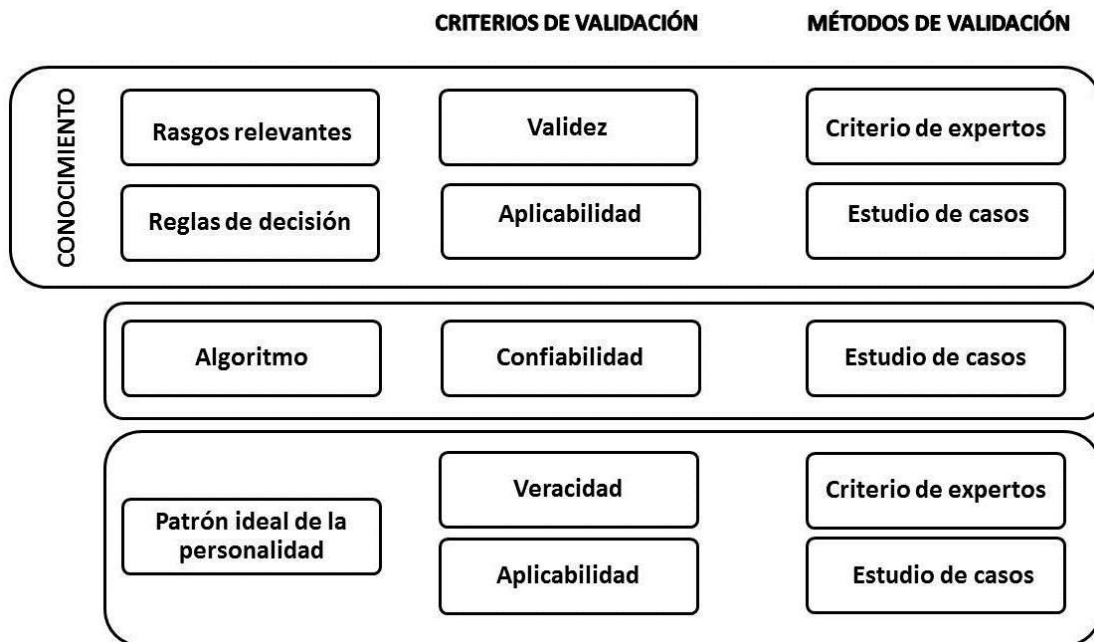 CRITERIOS DE VALIDACIÓN
MÉTODOS DE VALIDACIÓN
CONOCIMIENTO
Rasgos relevantes
Validez
Criterio de expertos
Reglas de decisión
Aplicabilidad
Estudio de casos
Algoritmo
Confiabilidad
Estudio de casos
Patrón ideal de la
personalidad
Veracidad
Criterio de expertos
Aplicabilidad
Estudio de casos